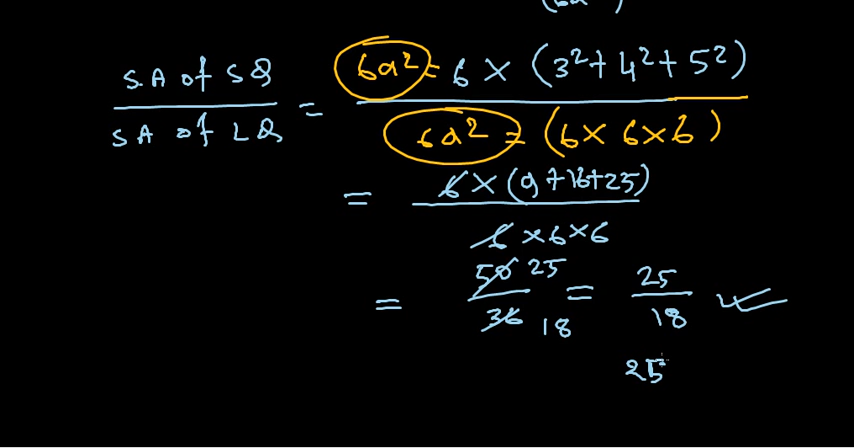 S.A of SQ / SA of LQ = 6a² = 6 × (3²+ 4²+ 5²) / 6a² = (6× 6×6)
= 6 × (9+16+25) / 6 ×6×6
= 50 25 / 36 18 = 25 / 18
25